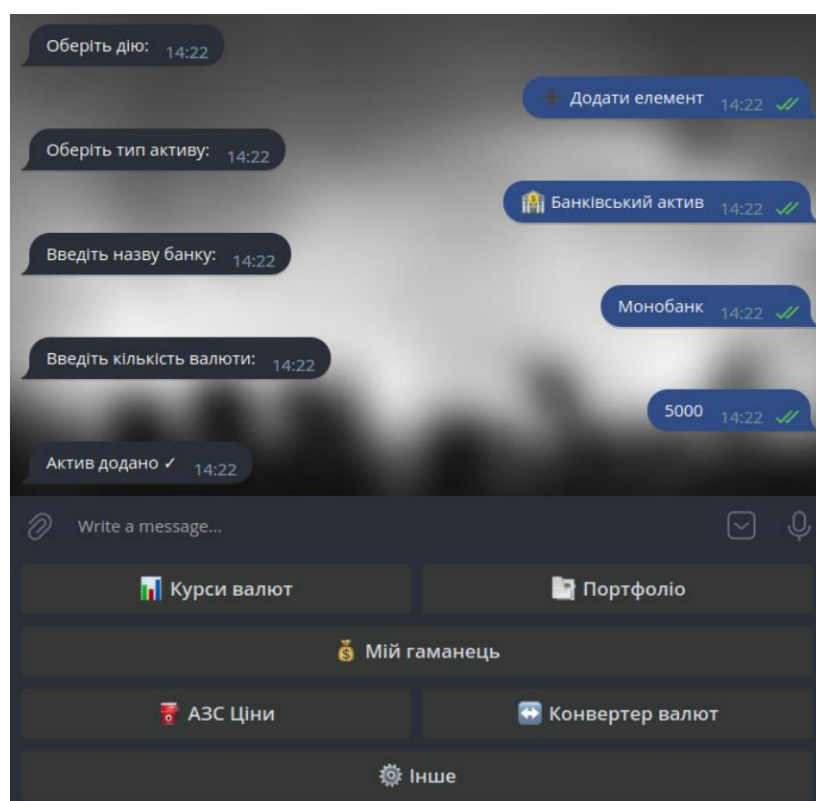 Оберіть дію: 14:22
➕ Додати елемент 14:22
Оберіть тип активу: 14:22
🏦 Банківський актив 14:22
Введіть назву банку: 14:22
Монобанк 14:22
Введіть кількість валюти: 14:22
5000 14:22
Актив додано ✓ 14:22
Write a message...
📊 Курси валют
📑 Портфоліо
💰 Мій гаманець
⛽ АЗС Ціни
↔️ Конвертер валют
⚙️ Інше